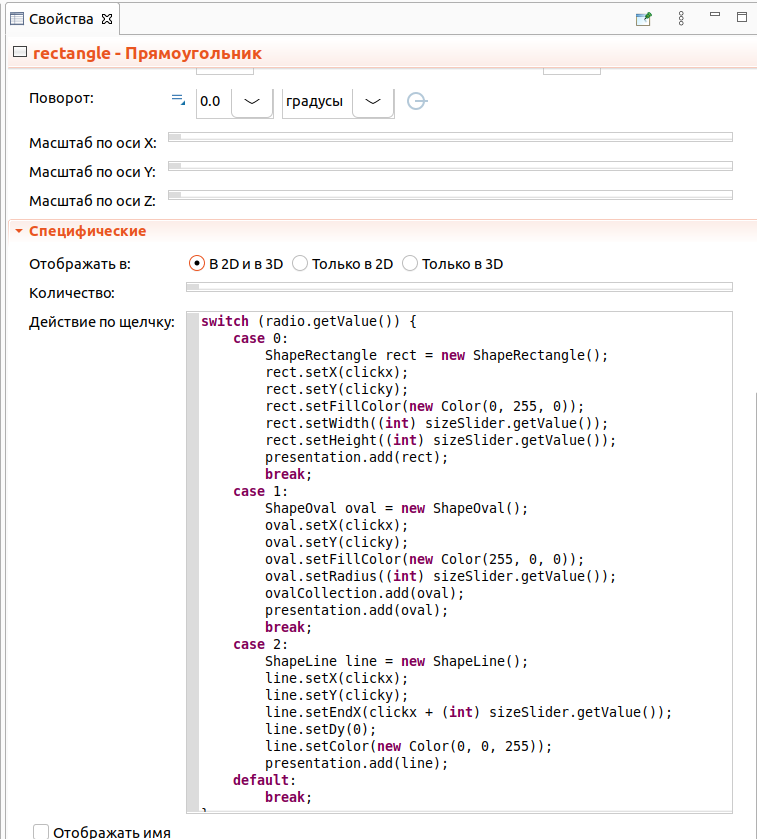 Свойства
rectangle - Прямоугольник
Поворот: 0.0 градусы
Масштаб по оси X:
Масштаб по оси Y:
Масштаб по оси Z:
Специфические
Отображать в: В 2D и в 3D Только в 2D Только в 3D
Количество:
Действие по щелчку:
switch (radio.getValue()) {
    case 0:
        ShapeRectangle rect = new ShapeRectangle();
        rect.setX(clickx);
        rect.setY(clicky);
        rect.setFillColor(new Color(0, 255, 0));
        rect.setWidth((int) sizeSlider.getValue());
        rect.setHeight((int) sizeSlider.getValue());
        presentation.add(rect);
        break;
    case 1:
        ShapeOval oval = new ShapeOval();
        oval.setX(clickx);
        oval.setY(clicky);
        oval.setFillColor(new Color(255, 0, 0));
        oval.setRadius((int) sizeSlider.getValue());
        ovalCollection.add(oval);
        presentation.add(oval);
        break;
    case 2:
        ShapeLine line = new ShapeLine();
        line.setX(clickx);
        line.setY(clicky);
        line.setEndX(clickx + (int) sizeSlider.getValue());
        line.setDy(0);
        line.setColor(new Color(0, 0, 255));
        presentation.add(line);
    default:
        break;
Отображать имя